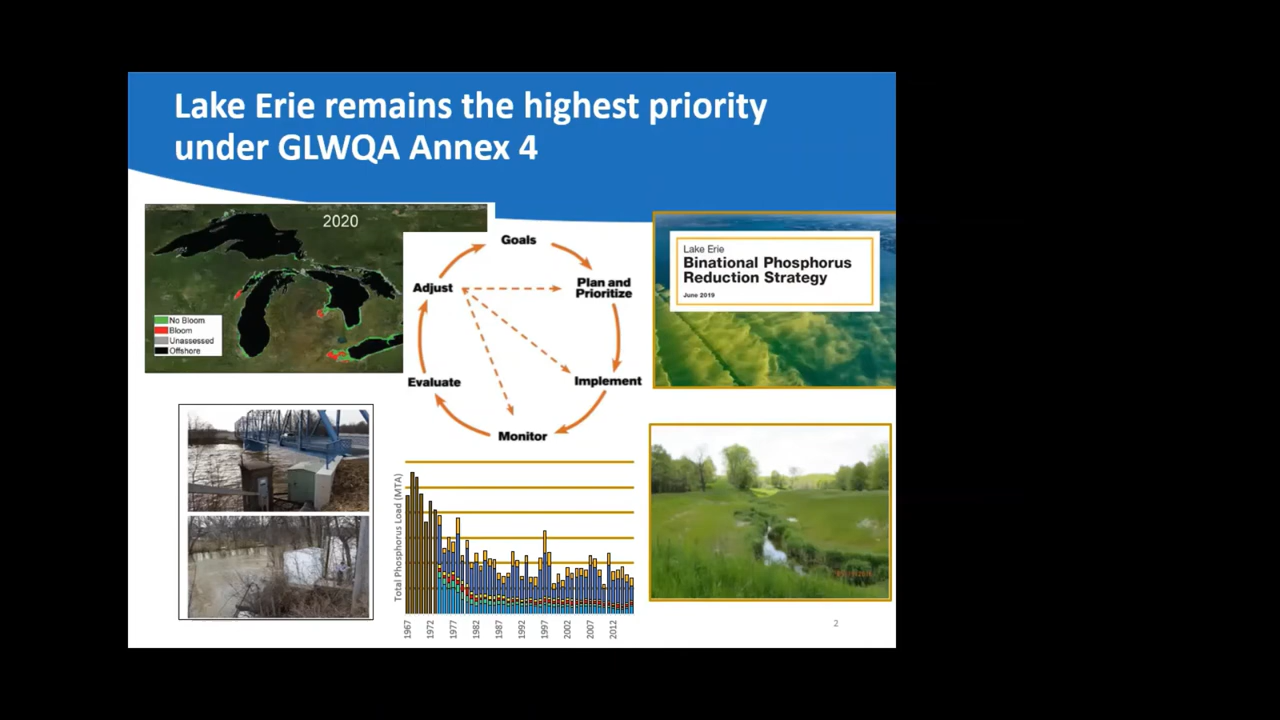 Lake Erie remains the highest priority
under GLWQA Annex 4
2020
No Bloom
Bloom
Unassessed
Offshore
Goals
Plan and
Prioritize
Implement
Monitor
Evaluate
Adjust
Lake Erie
Binational Phosphorus
Reduction Strategy
June 2019
Total Phosphorus Load (MTA)
1967
1972
1977
1982
1987
1992
1997
2002
2007
2012
2